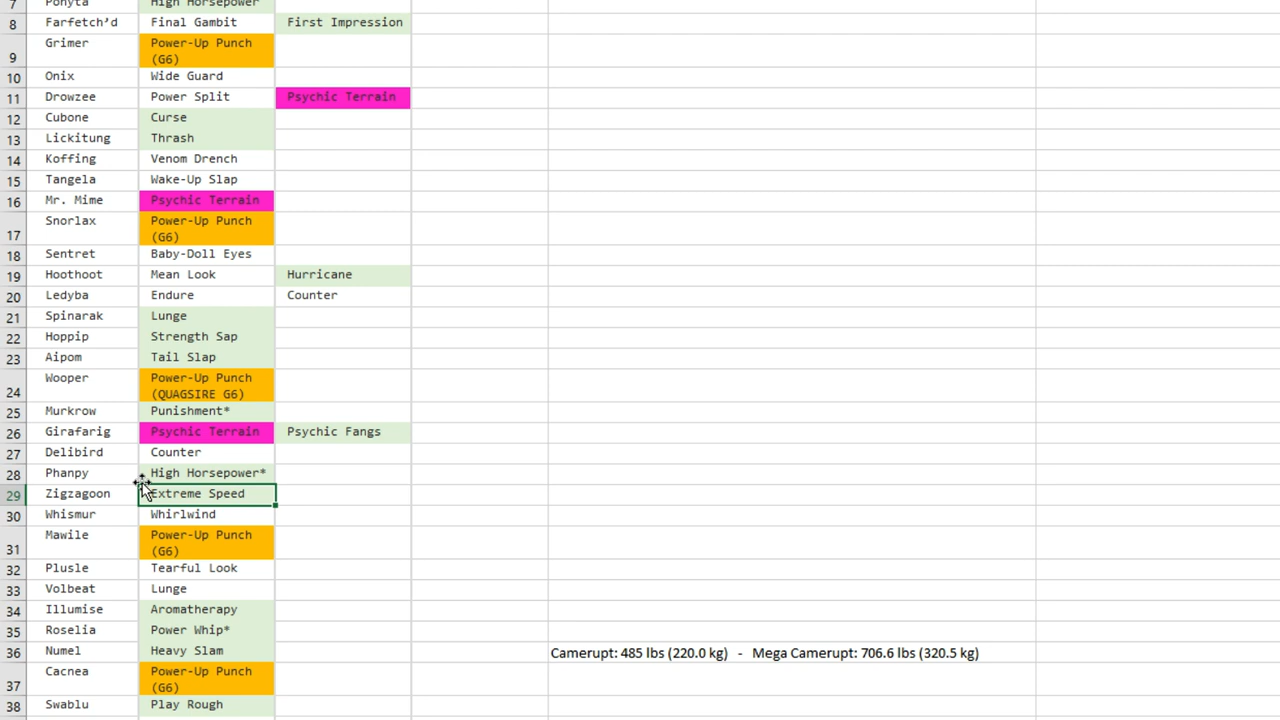 7 Ponyta High Horsepower
8 Farfetch’d Final Gambit First Impression
9 Grimer Power-Up Punch
(G6)
10 Onix Wide Guard
11 Drowzee Power Split Psychic Terrain
12 Cubone Curse
13 Lickitung Thrash
14 Koffing Venom Drench
15 Tangela Wake-Up Slap
16 Mr. Mime Psychic Terrain
17 Snorlax Power-Up Punch
(G6)
18 Sentret Baby-Doll Eyes
19 Hoothoot Mean Look Hurricane
20 Ledyba Endure Counter
21 Spinarak Lunge
22 Hoppip Strength Sap
23 Aipom Tail Slap
24 Wooper Power-Up Punch
(QUAGSIRE G6)
25 Murkrow Punishment*
26 Girafarig Psychic Terrain Psychic Fangs
27 Delibird Counter
28 Phanpy High Horsepower*
29 Zigzagoon Extreme Speed
30 Whismur Whirlwind
31 Mawile Power-Up Punch
(G6)
32 Plusle Tearful Look
33 Volbeat Lunge
34 Illumise Aromatherapy
35 Roselia Power Whip*
36 Numel Heavy Slam Camerupt: 485 lbs (220.0 kg) - Mega Camerupt: 706.6 lbs (320.5 kg)
37 Cacnea Power-Up Punch
(G6)
38 Swablu Play Rough